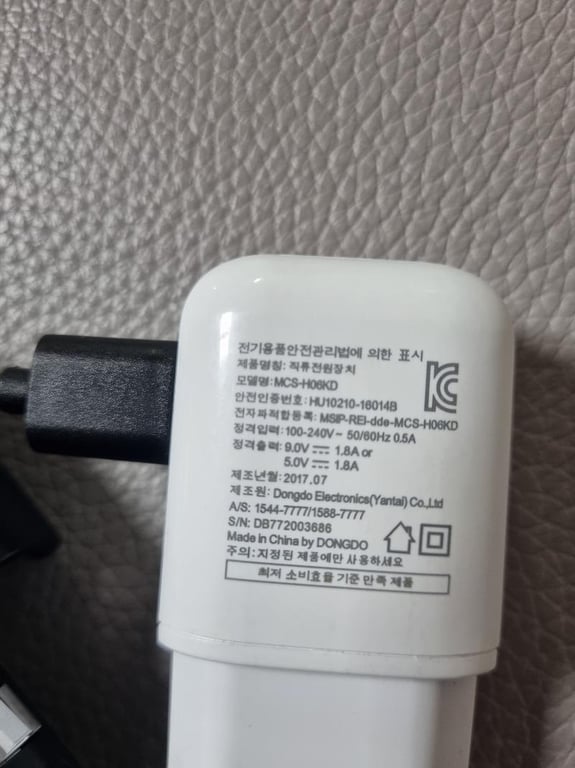 전기용품안전관리법에 의한 표시
제품명칭: 직류전원장치
모델명: MCS-H06KD
안전인증번호: HU10210-16014B
전자파적합등록: MSIP-REI-dde-MCS-H06KD
정격입력: 100-240V~ 50/60Hz 0.5A
정격출력: 9.0V ⎓ 1.8A or
5.0V ⎓ 1.8A
제조년월: 2017.07
제조원: Dongdo Electronics(Yantai) Co.,Ltd
A/S: 1544-7777/1588-7777
S/N: DB772003686
Made in China by DONGDO
주의: 지정된 제품에만 사용하세요
최저 소비효율 기준 만족 제품